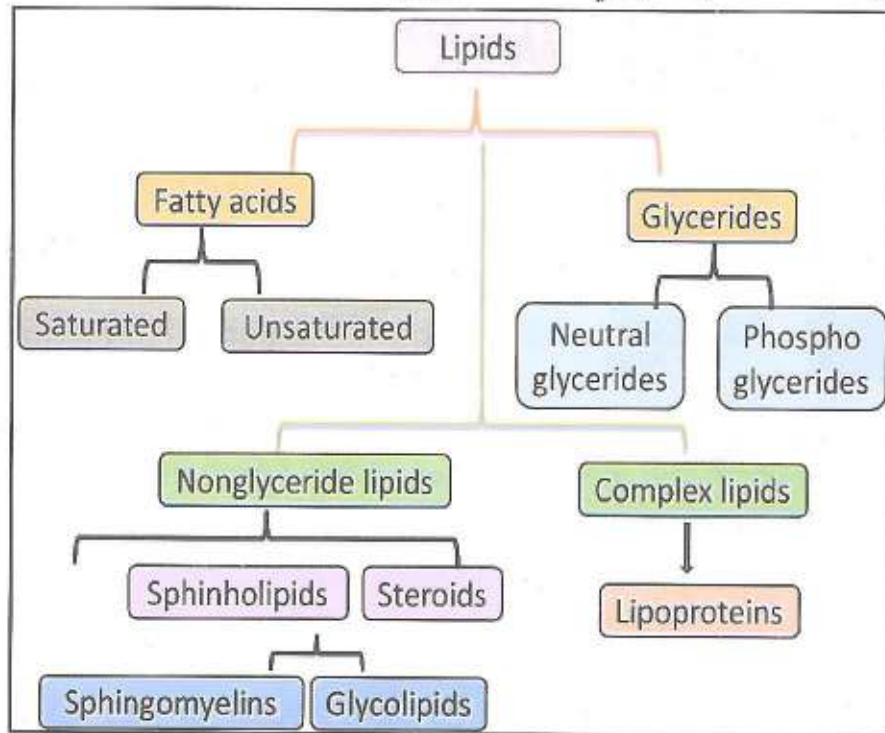 Lipids
Fatty acids
Glycerides
Saturated
Unsaturated
Neutral
glycerides
Phospho
glycerides
Nonglyceride lipids
Complex lipids
Sphinholipids
Steroids
Lipoproteins
Sphingomyelins
Glycolipids